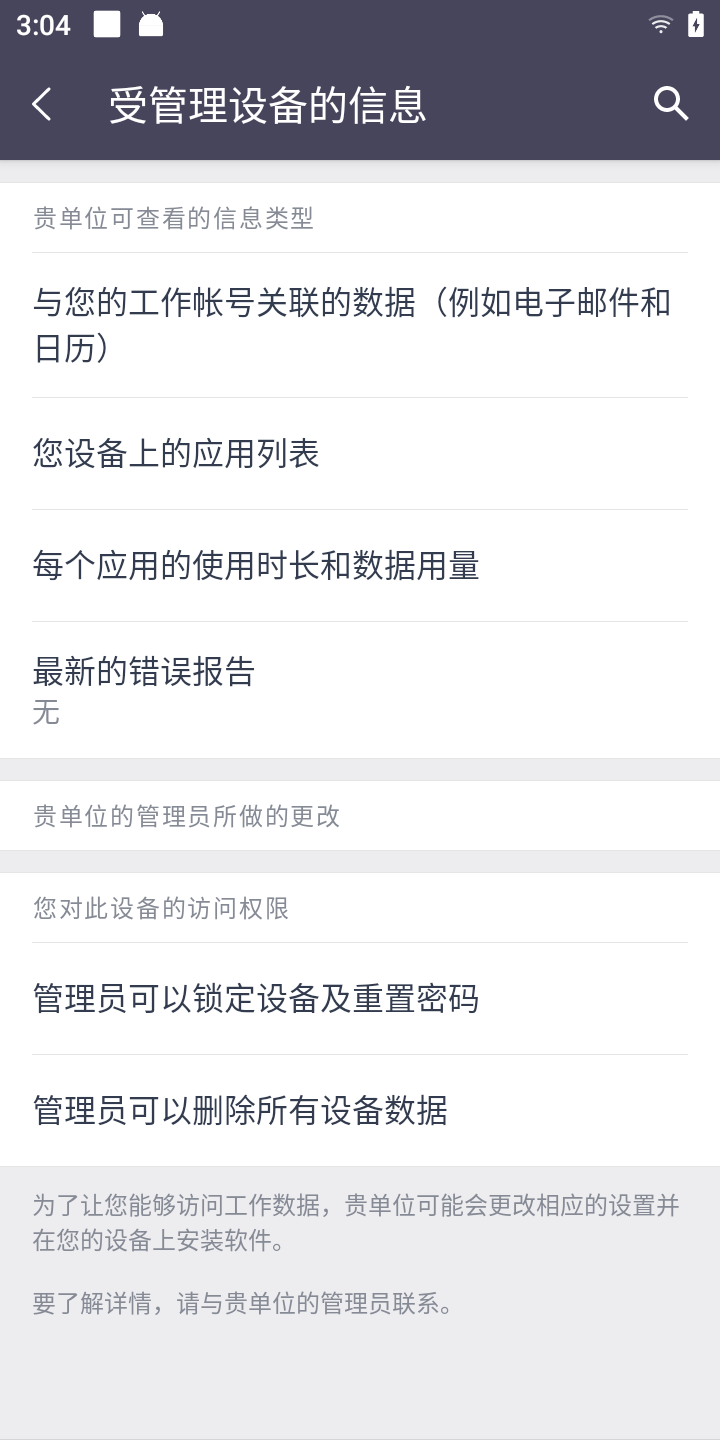 3:04
受管理设备的信息
贵单位可查看的信息类型
与您的工作帐号关联的数据（例如电子邮件和
日历）
您设备上的应用列表
每个应用的使用时长和数据用量
最新的错误报告
无
贵单位的管理员所做的更改
您对此设备的访问权限
管理员可以锁定设备及重置密码
管理员可以删除所有设备数据
为了让您能够访问工作数据，贵单位可能会更改相应的设置并
在您的设备上安装软件。
要了解详情，请与贵单位的管理员联系。